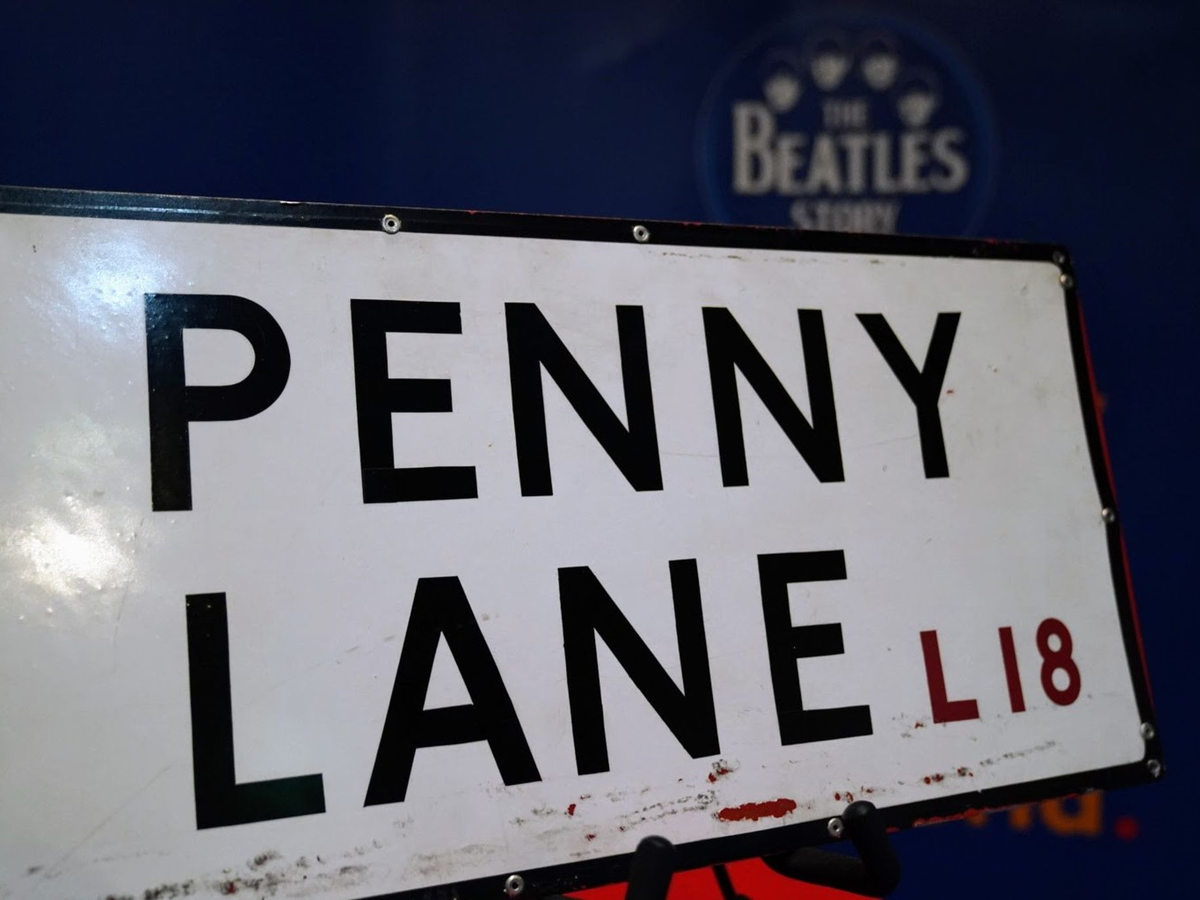 THE
BEATLES
STORY
PENNY
LANE L18